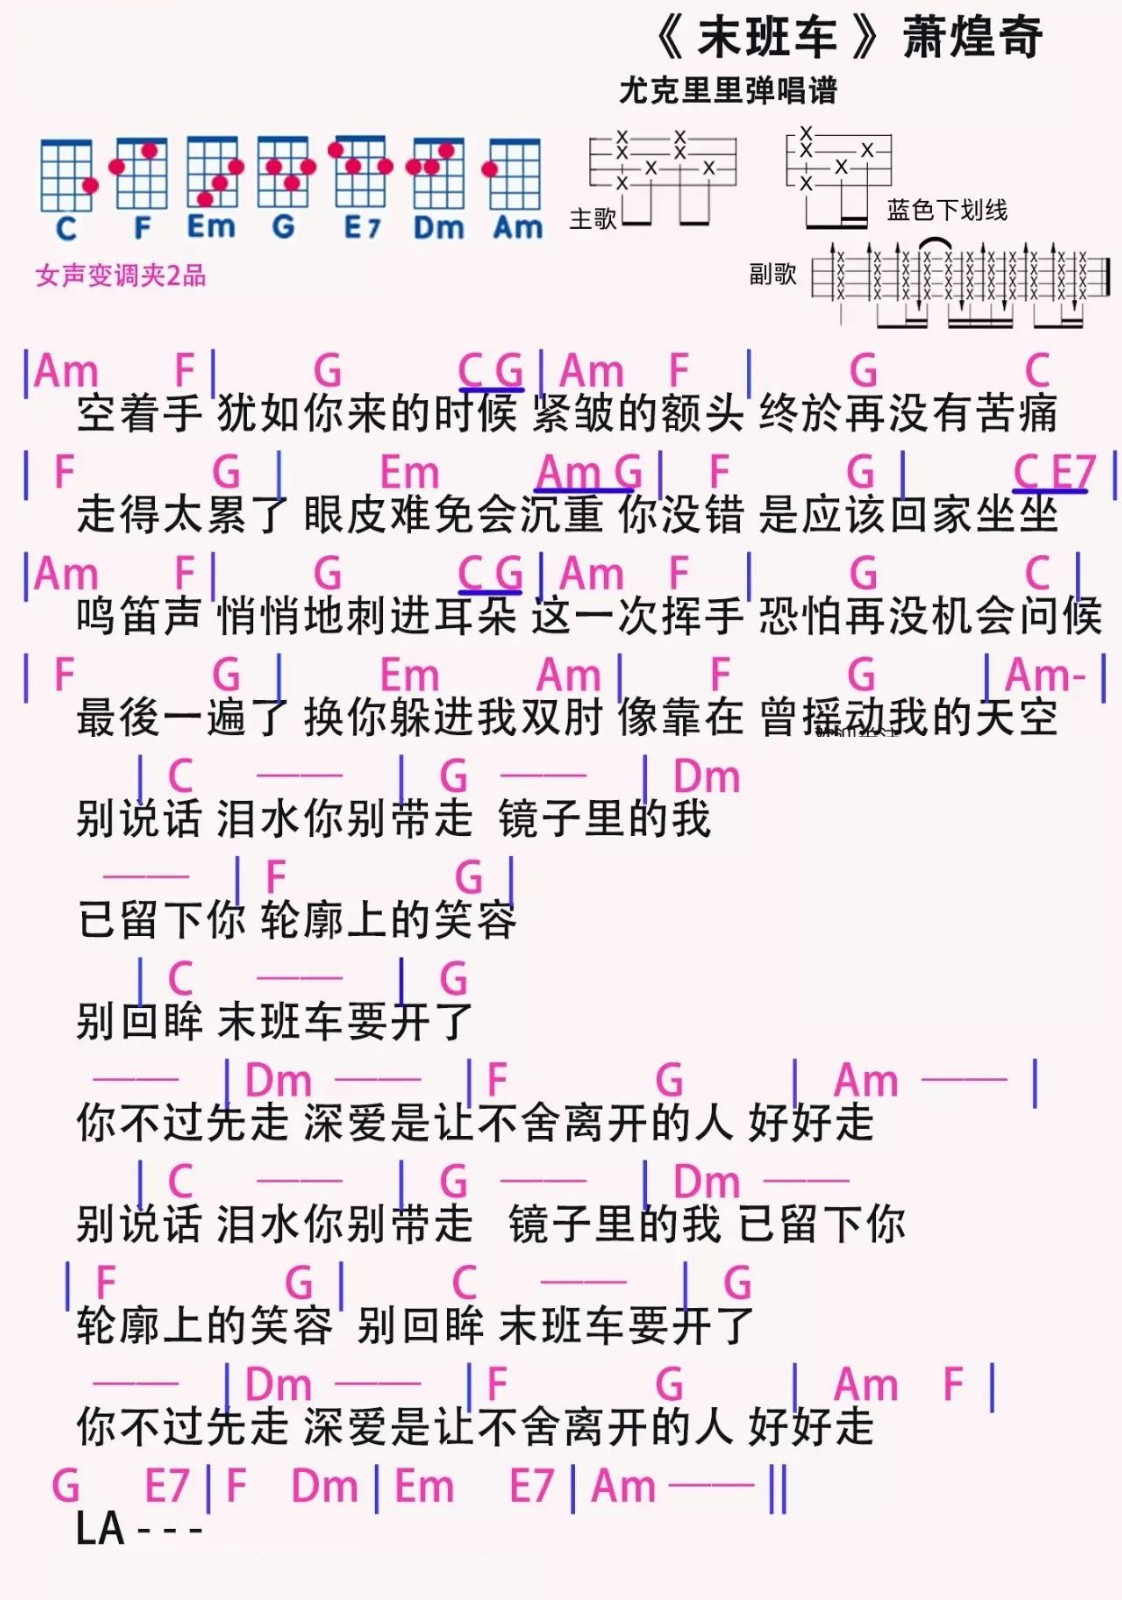 《末班车》萧煌奇
尤克里里弹唱谱
C F Em G E7 Dm Am
主歌
蓝色下划线
女声变调夹2品
副歌
|Am F| G C G| Am F | G C
空着手 犹如你来的时候 紧皱的额头 终於再没有苦痛
| F G | Em Am G| F G | C E7|
走得太累了 眼皮难免会沉重 你没错 是应该回家坐坐
|Am F| G C G| Am F | G C |
鸣笛声 悄悄地刺进耳朵 这一次挥手 恐怕再没机会问候
| F G | Em Am| F G | Am- |
最後一遍了 换你躲进我双肘 像靠在 曾摇动我的天空
| C —— | G —— | Dm
别说话 泪水你别带走 镜子里的我
—— | F G |
已留下你 轮廓上的笑容
| C —— | G
别回眸 末班车要开了
—— | Dm —— | F G | Am —— |
你不过先走 深爱是让不舍离开的人 好好走
| C —— | G —— | Dm ——
别说话 泪水你别带走 镜子里的我 已留下你
| F G | C —— | G
轮廓上的笑容 别回眸 末班车要开了
—— | Dm —— | F G | Am F |
你不过先走 深爱是让不舍离开的人 好好走
G E7 | F Dm | Em E7 | Am —— ||
LA - - -